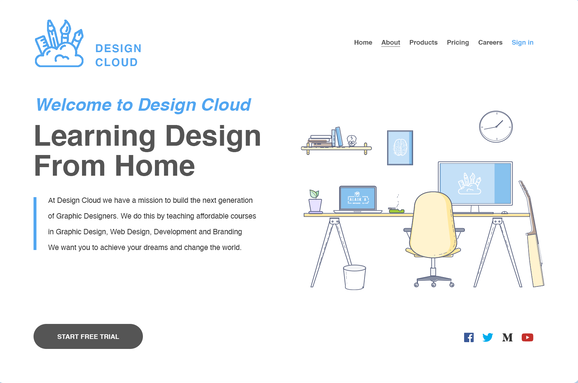 DESIGN
CLOUD
Home About Products Pricing Careers Sign in
Welcome to Design Cloud
Learning Design
From Home
At Design Cloud we have a mission to build the next generation
of Graphic Designers. We do this by teaching affordable courses
in Graphic Design, Web Design, Development and Branding
We want you to achieve your dreams and change the world.
START FREE TRIAL